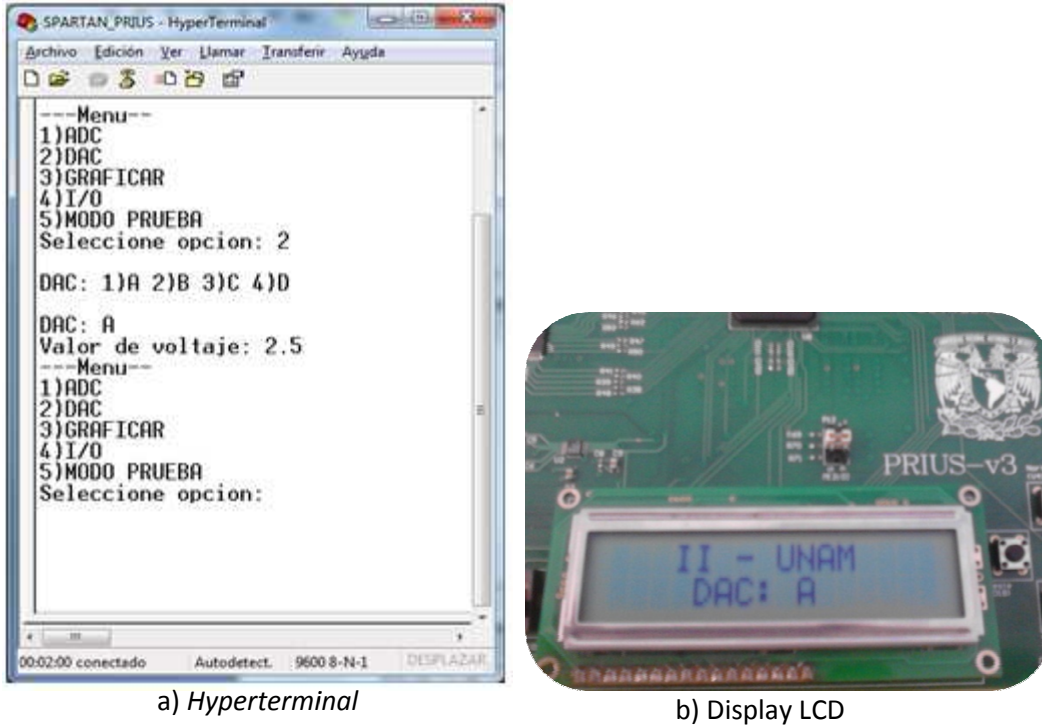 SPARTAN_PRIUS - HyperTerminal
Archivo Edición Ver Llamar Transferir Ayuda
---Menu--
1)ADC
2)DAC
3)GRAFICAR
4)I/O
5)MODO PRUEBA
Seleccione opcion: 2
DAC: 1)A 2)B 3)C 4)D
DAC: A
Valor de voltaje: 2.5
---Menu--
1)ADC
2)DAC
3)GRAFICAR
4)I/O
5)MODO PRUEBA
Seleccione opcion:
00:02:00 conectado Autodetect. 9600 8-N-1 DESPLAZAR
a) Hyperterminal
PRIUS-v3
II - UNAM
DAC: A
b) Display LCD